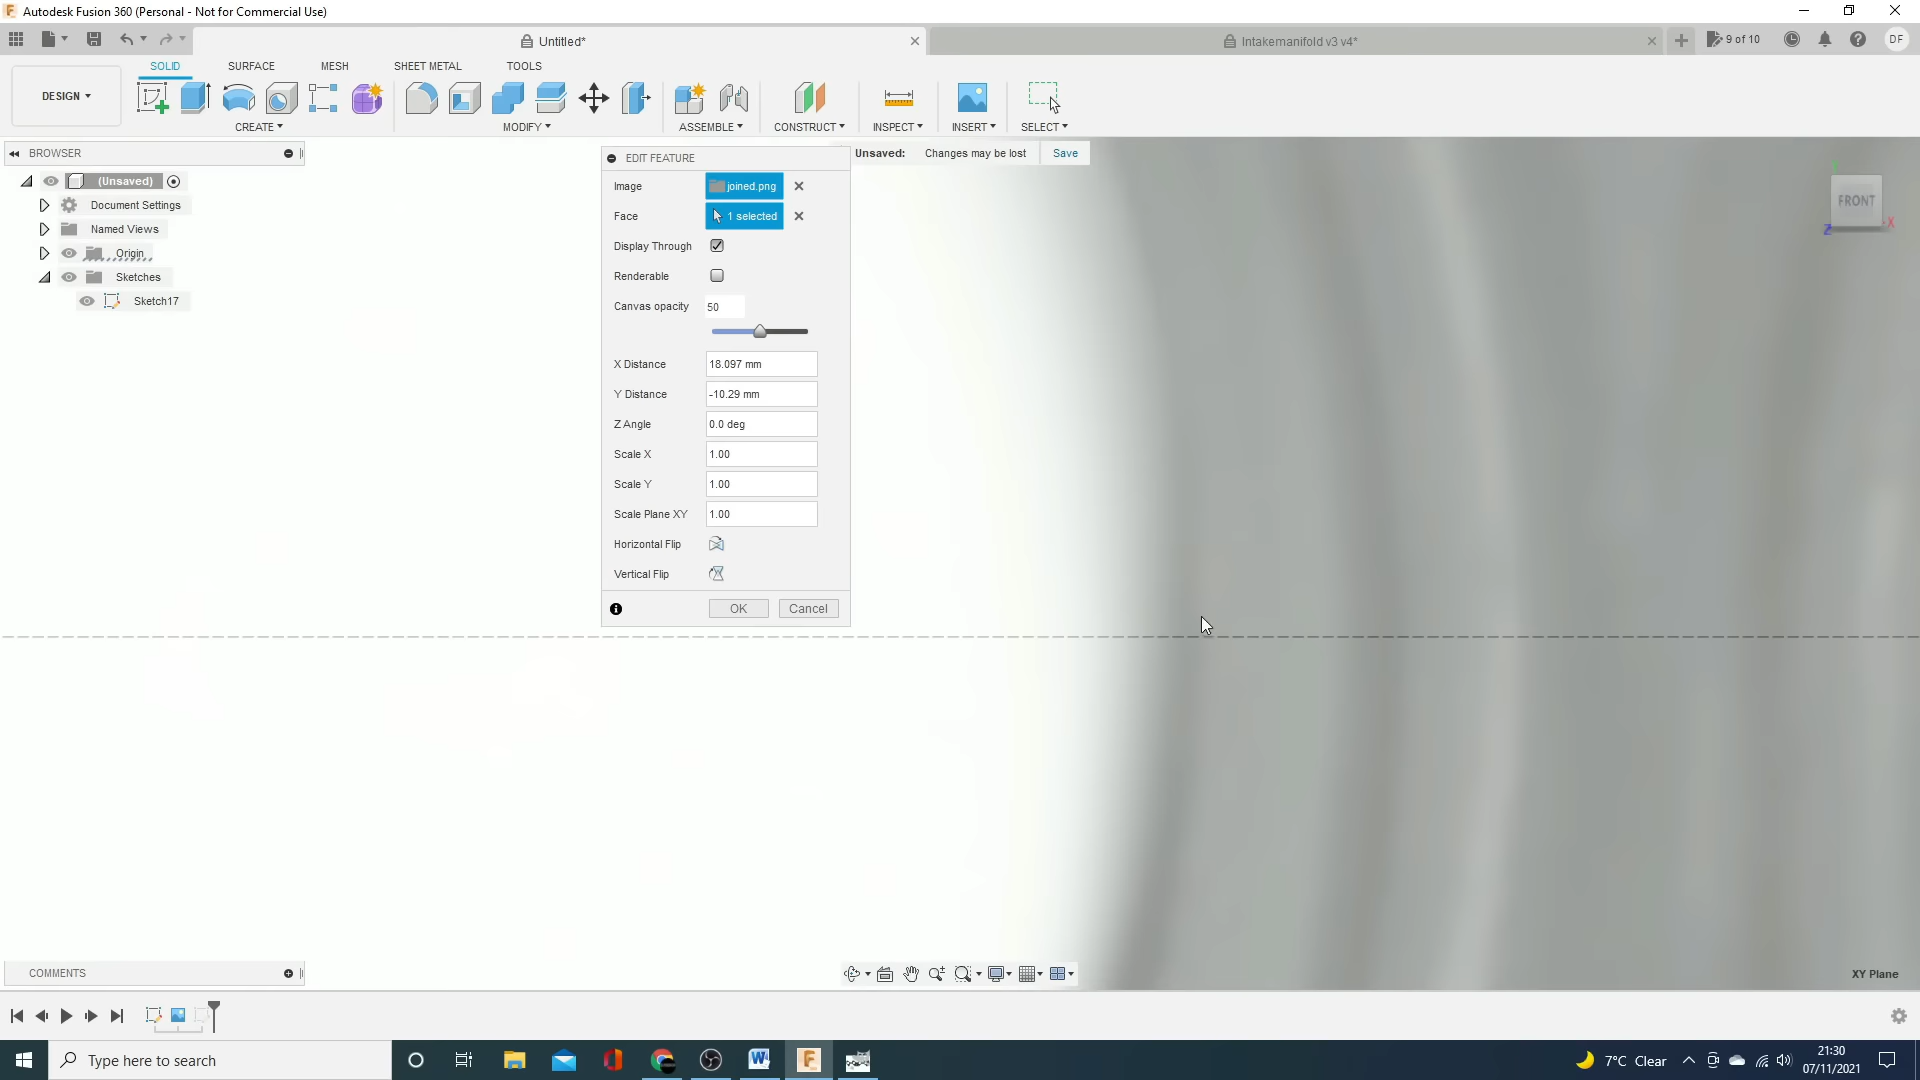 Autodesk Fusion 360 (Personal - Not for Commercial Use)
Untitled*
Intakemanifold v3 v4*
9 of 10
DF
DESIGN
SOLID
SURFACE
MESH
SHEET METAL
TOOLS
CREATE
MODIFY
ASSEMBLE
CONSTRUCT
INSPECT
INSERT
SELECT
BROWSER
(Unsaved)
Document Settings
Named Views
Origin
Sketches
Sketch17
EDIT FEATURE
Image joined.png
Face 1 selected
Display Through
Renderable
Canvas opacity 50
X Distance 18.097 mm
Y Distance -10.29 mm
Z Angle 0.0 deg
Scale X 1.00
Scale Y 1.00
Scale Plane XY 1.00
Horizontal Flip
Vertical Flip
OK Cancel
Unsaved: Changes may be lost Save
FRONT
X
Z
COMMENTS
XY Plane
Type here to search
7°C Clear
21:30
07/11/2021